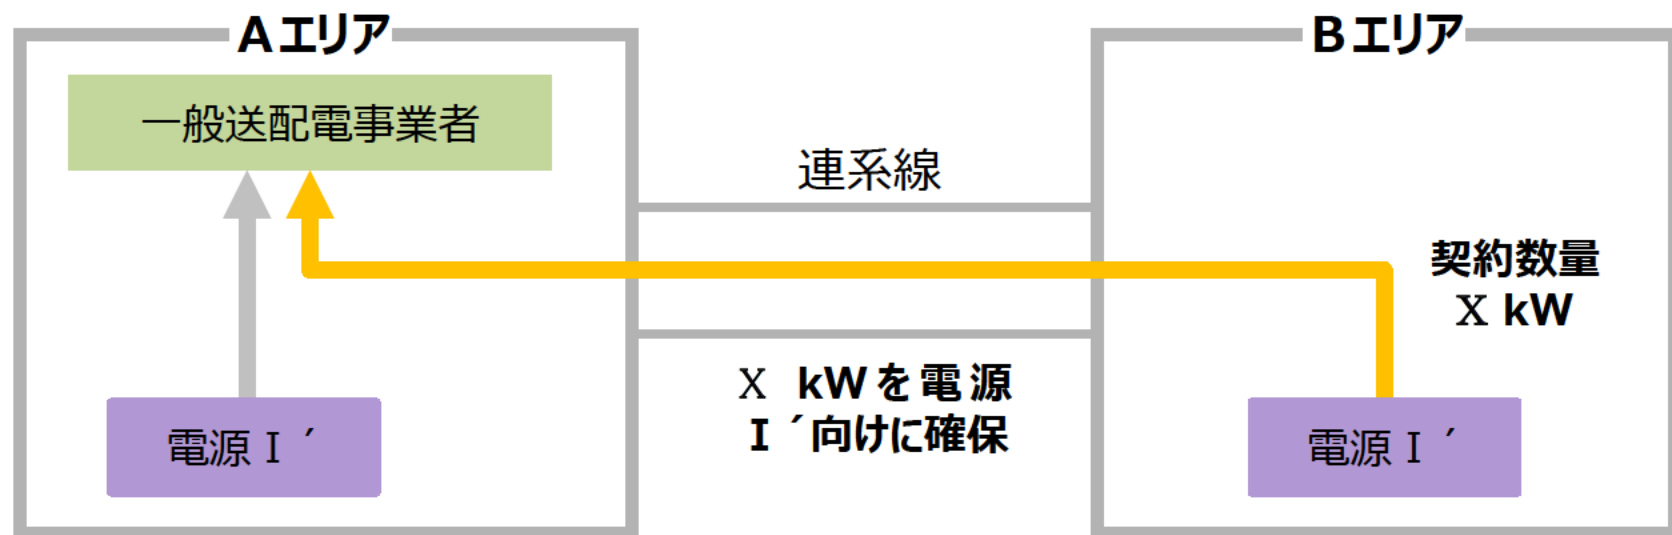 Aエリア
Bエリア
一般送配電事業者
連系線
契約数量
X kW
X kWを電源
Ⅰ´向けに確保
電源Ⅰ´
電源Ⅰ´